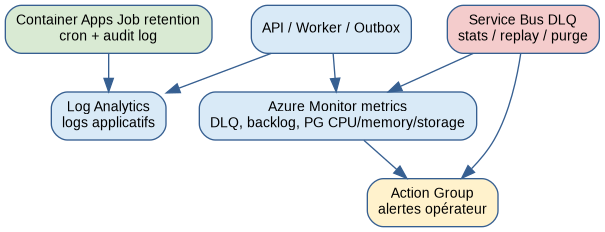 Container Apps Job retention
cron + audit log
API / Worker / Outbox
Service Bus DLQ
stats / replay / purge
Log Analytics
logs applicatifs
Azure Monitor metrics
DLQ, backlog, PG CPU/memory/storage
Action Group
alertes opérateur